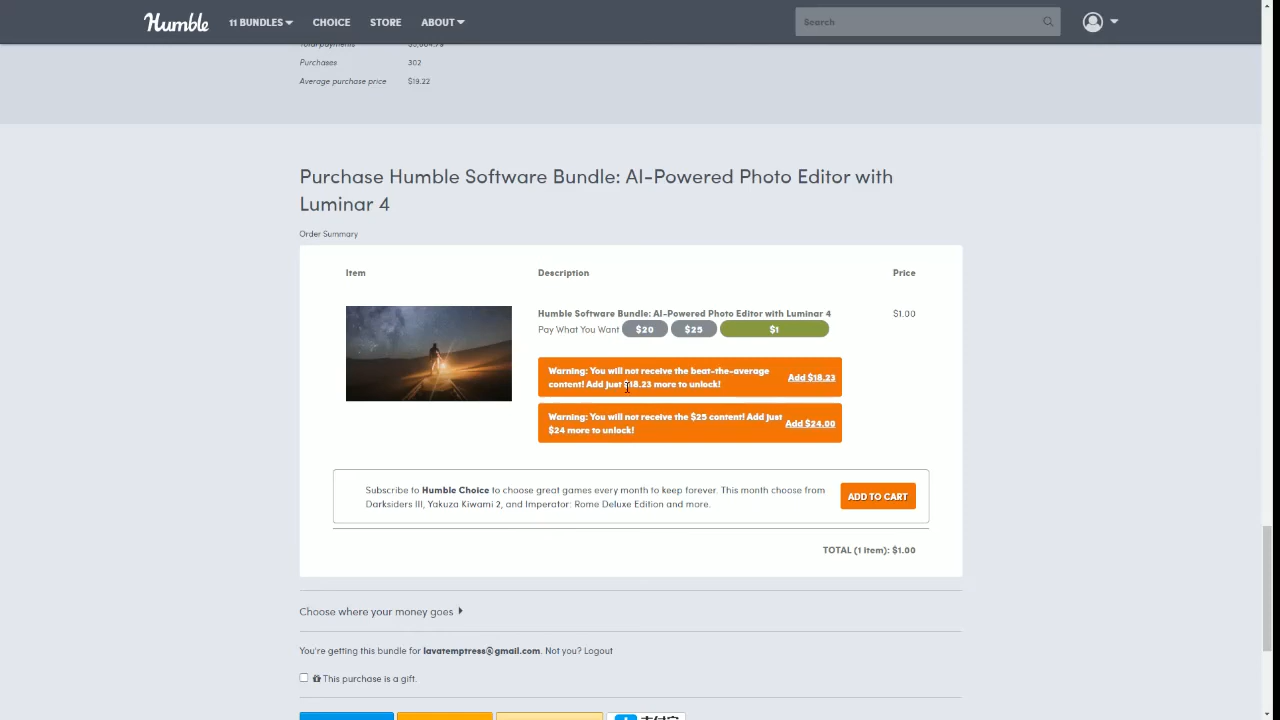 Humble
11 BUNDLES
CHOICE
STORE
ABOUT
Search
Total payments
Purchases 302
Average purchase price $19.22
Purchase Humble Software Bundle: AI-Powered Photo Editor with
Luminar 4
Order Summary
Item Description Price
Humble Software Bundle: AI-Powered Photo Editor with Luminar 4 $1.00
Pay What You Want $20 $25 $1
Warning: You will not receive the beat-the-average
content! Add just $18.23 more to unlock!
Add $18.23
Warning: You will not receive the $25 content! Add just
$24 more to unlock!
Add $24.00
Subscribe to Humble Choice to choose great games every month to keep forever. This month choose from
Darksiders III, Yakuza Kiwami 2, and Imperator: Rome Deluxe Edition and more.
ADD TO CART
TOTAL (1 item): $1.00
Choose where your money goes
You're getting this bundle for lavatemptress@gmail.com. Not you? Logout
This purchase is a gift.